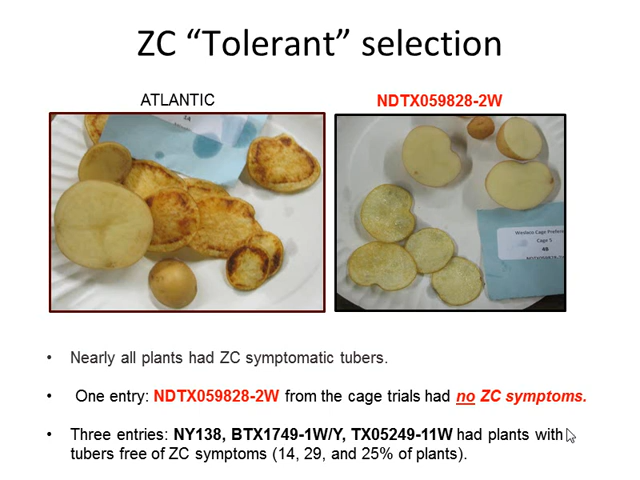 ZC “Tolerant” selection
ATLANTIC
NDTX059828-2W
Cage 5
• Nearly all plants had ZC symptomatic tubers.
• One entry: NDTX059828-2W from the cage trials had no ZC symptoms.
• Three entries: NY138, BTX1749-1W/Y, TX05249-11W had plants with
tubers free of ZC symptoms (14, 29, and 25% of plants).